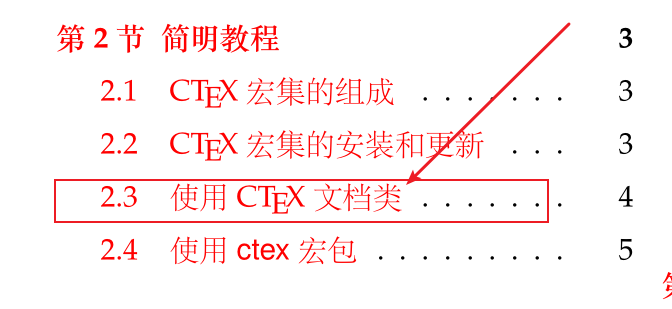 第 2 节 简明教程 3
2.1 CTEX 宏集的组成 . . . . . . . 3
2.2 CTEX 宏集的安装和更新 . . . 3
2.3 使用 CTEX 文档类 . . . . . . . 4
2.4 使用 ctex 宏包 . . . . . . . . . 5